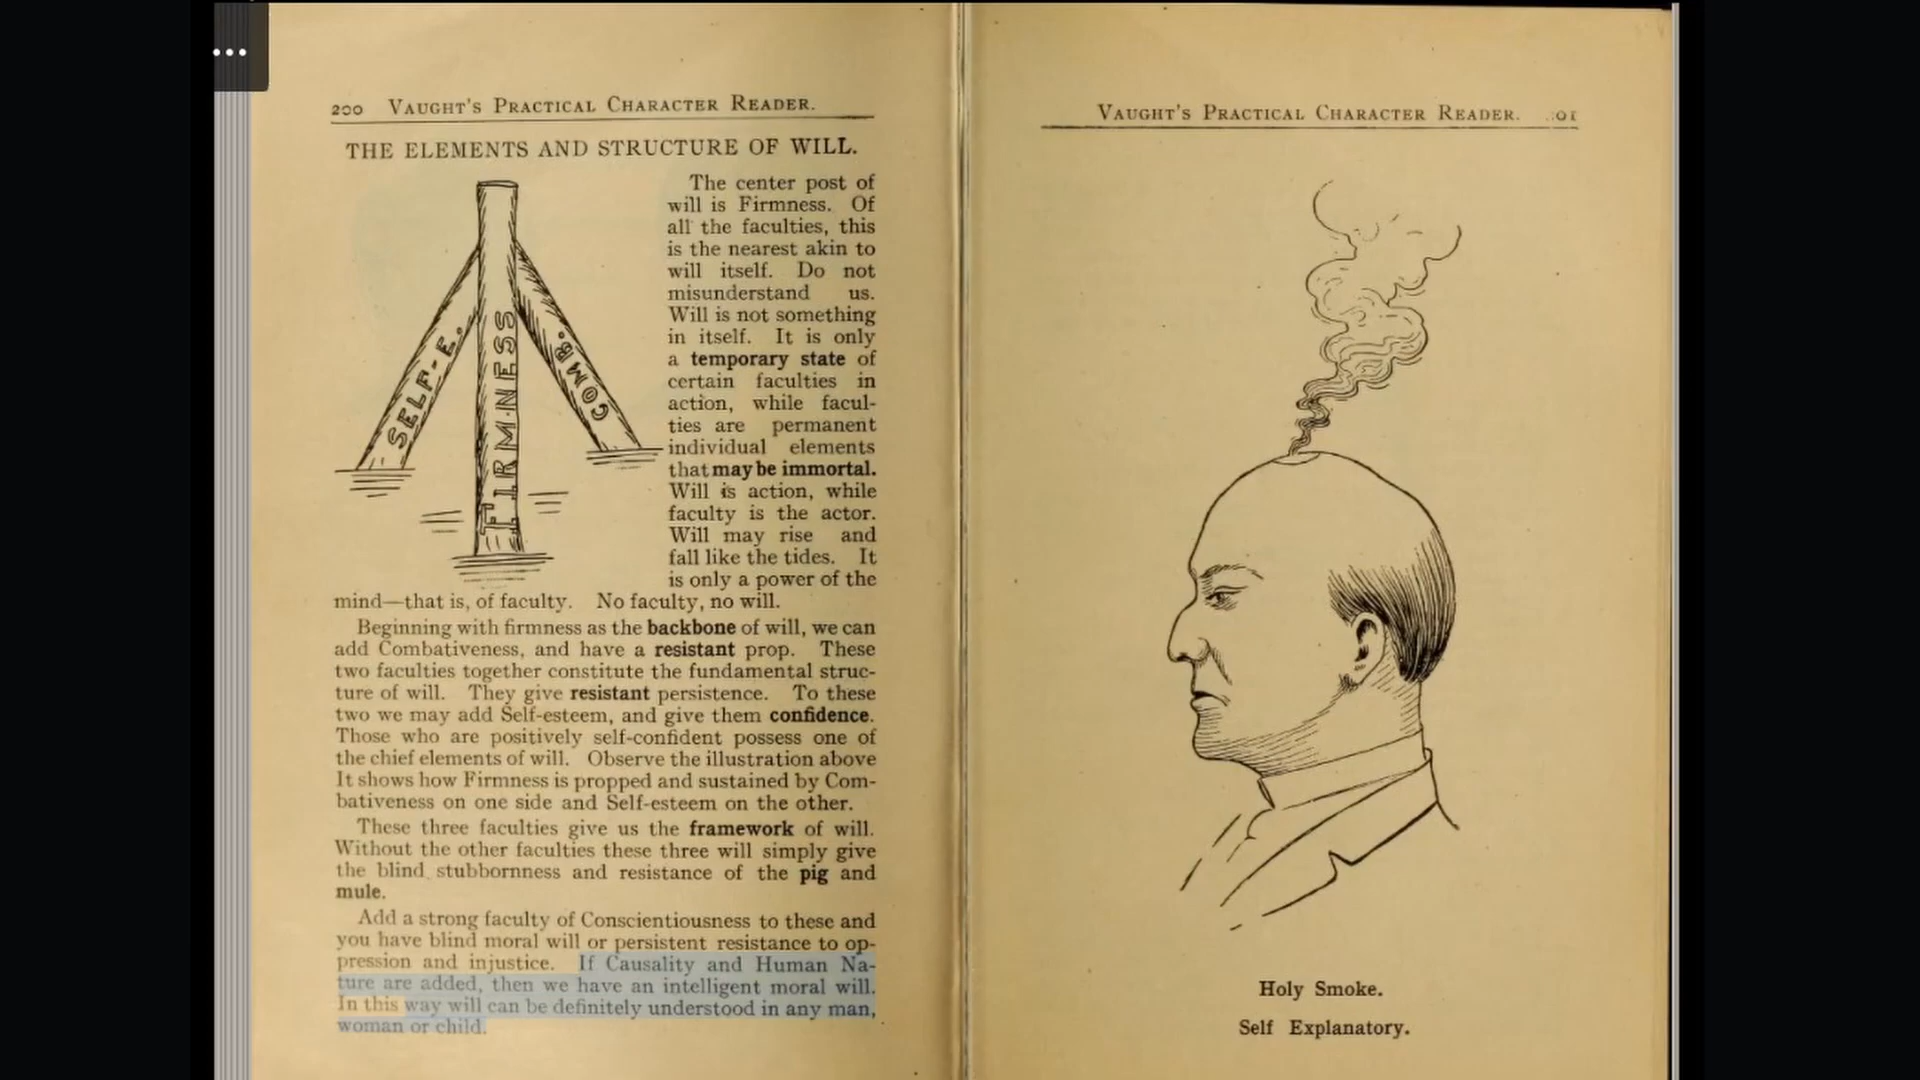 200 VAUGHT'S PRACTICAL CHARACTER READER.
THE ELEMENTS AND STRUCTURE OF WILL.
SELF-E.
FIRMNESS
COMB.
The center post of
will is Firmness. Of
all the faculties, this
is the nearest akin to
will itself. Do not
misunderstand us.
Will is not something
in itself. It is only
a temporary state of
certain faculties in
action, while facul-
ties are permanent
individual elements
that may be immortal.
Will is action, while
faculty is the actor.
Will may rise and
fall like the tides. It
is only a power of the
mind—that is, of faculty. No faculty, no will.
Beginning with firmness as the backbone of will, we can
add Combativeness, and have a resistant prop. These
two faculties together constitute the fundamental struc-
ture of will. They give resistant persistence. To these
two we may add Self-esteem, and give them confidence.
Those who are positively self-confident possess one of
the chief elements of will. Observe the illustration above
It shows how Firmness is propped and sustained by Com-
bativeness on one side and Self-esteem on the other.
These three faculties give us the framework of will.
Without the other faculties these three will simply give
the blind stubbornness and resistance of the pig and
mule.
Add a strong faculty of Conscientiousness to these and
you have blind moral will or persistent resistance to op-
pression and injustice. If Causality and Human Na-
ture are added, then we have an intelligent moral will.
In this way will can be definitely understood in any man,
woman or child.
VAUGHT'S PRACTICAL CHARACTER READER. 01
Holy Smoke.
Self Explanatory.